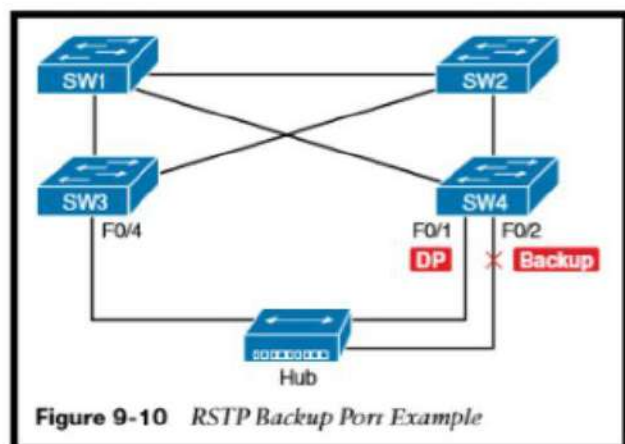 SW1
SW2
SW3
SW4
F0/4
F0/1
F0/2
DP
Backup
Hub
Figure 9-10 RSTP Backup Port Example